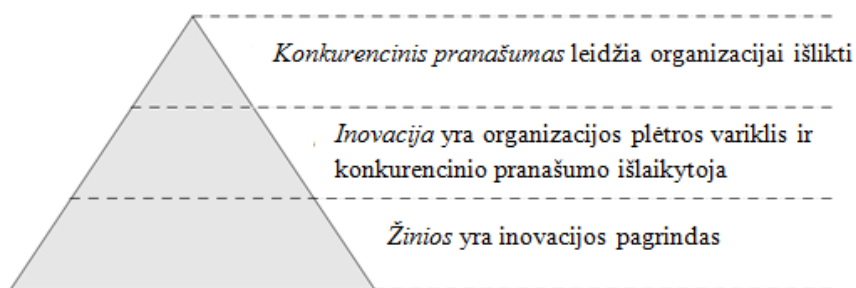 Konkurencinis pranašumas leidžia organizacijai išlikti
Inovacija yra organizacijos plėtros variklis ir
konkurencinio pranašumo išlaikytoja
Žinios yra inovacijos pagrindas